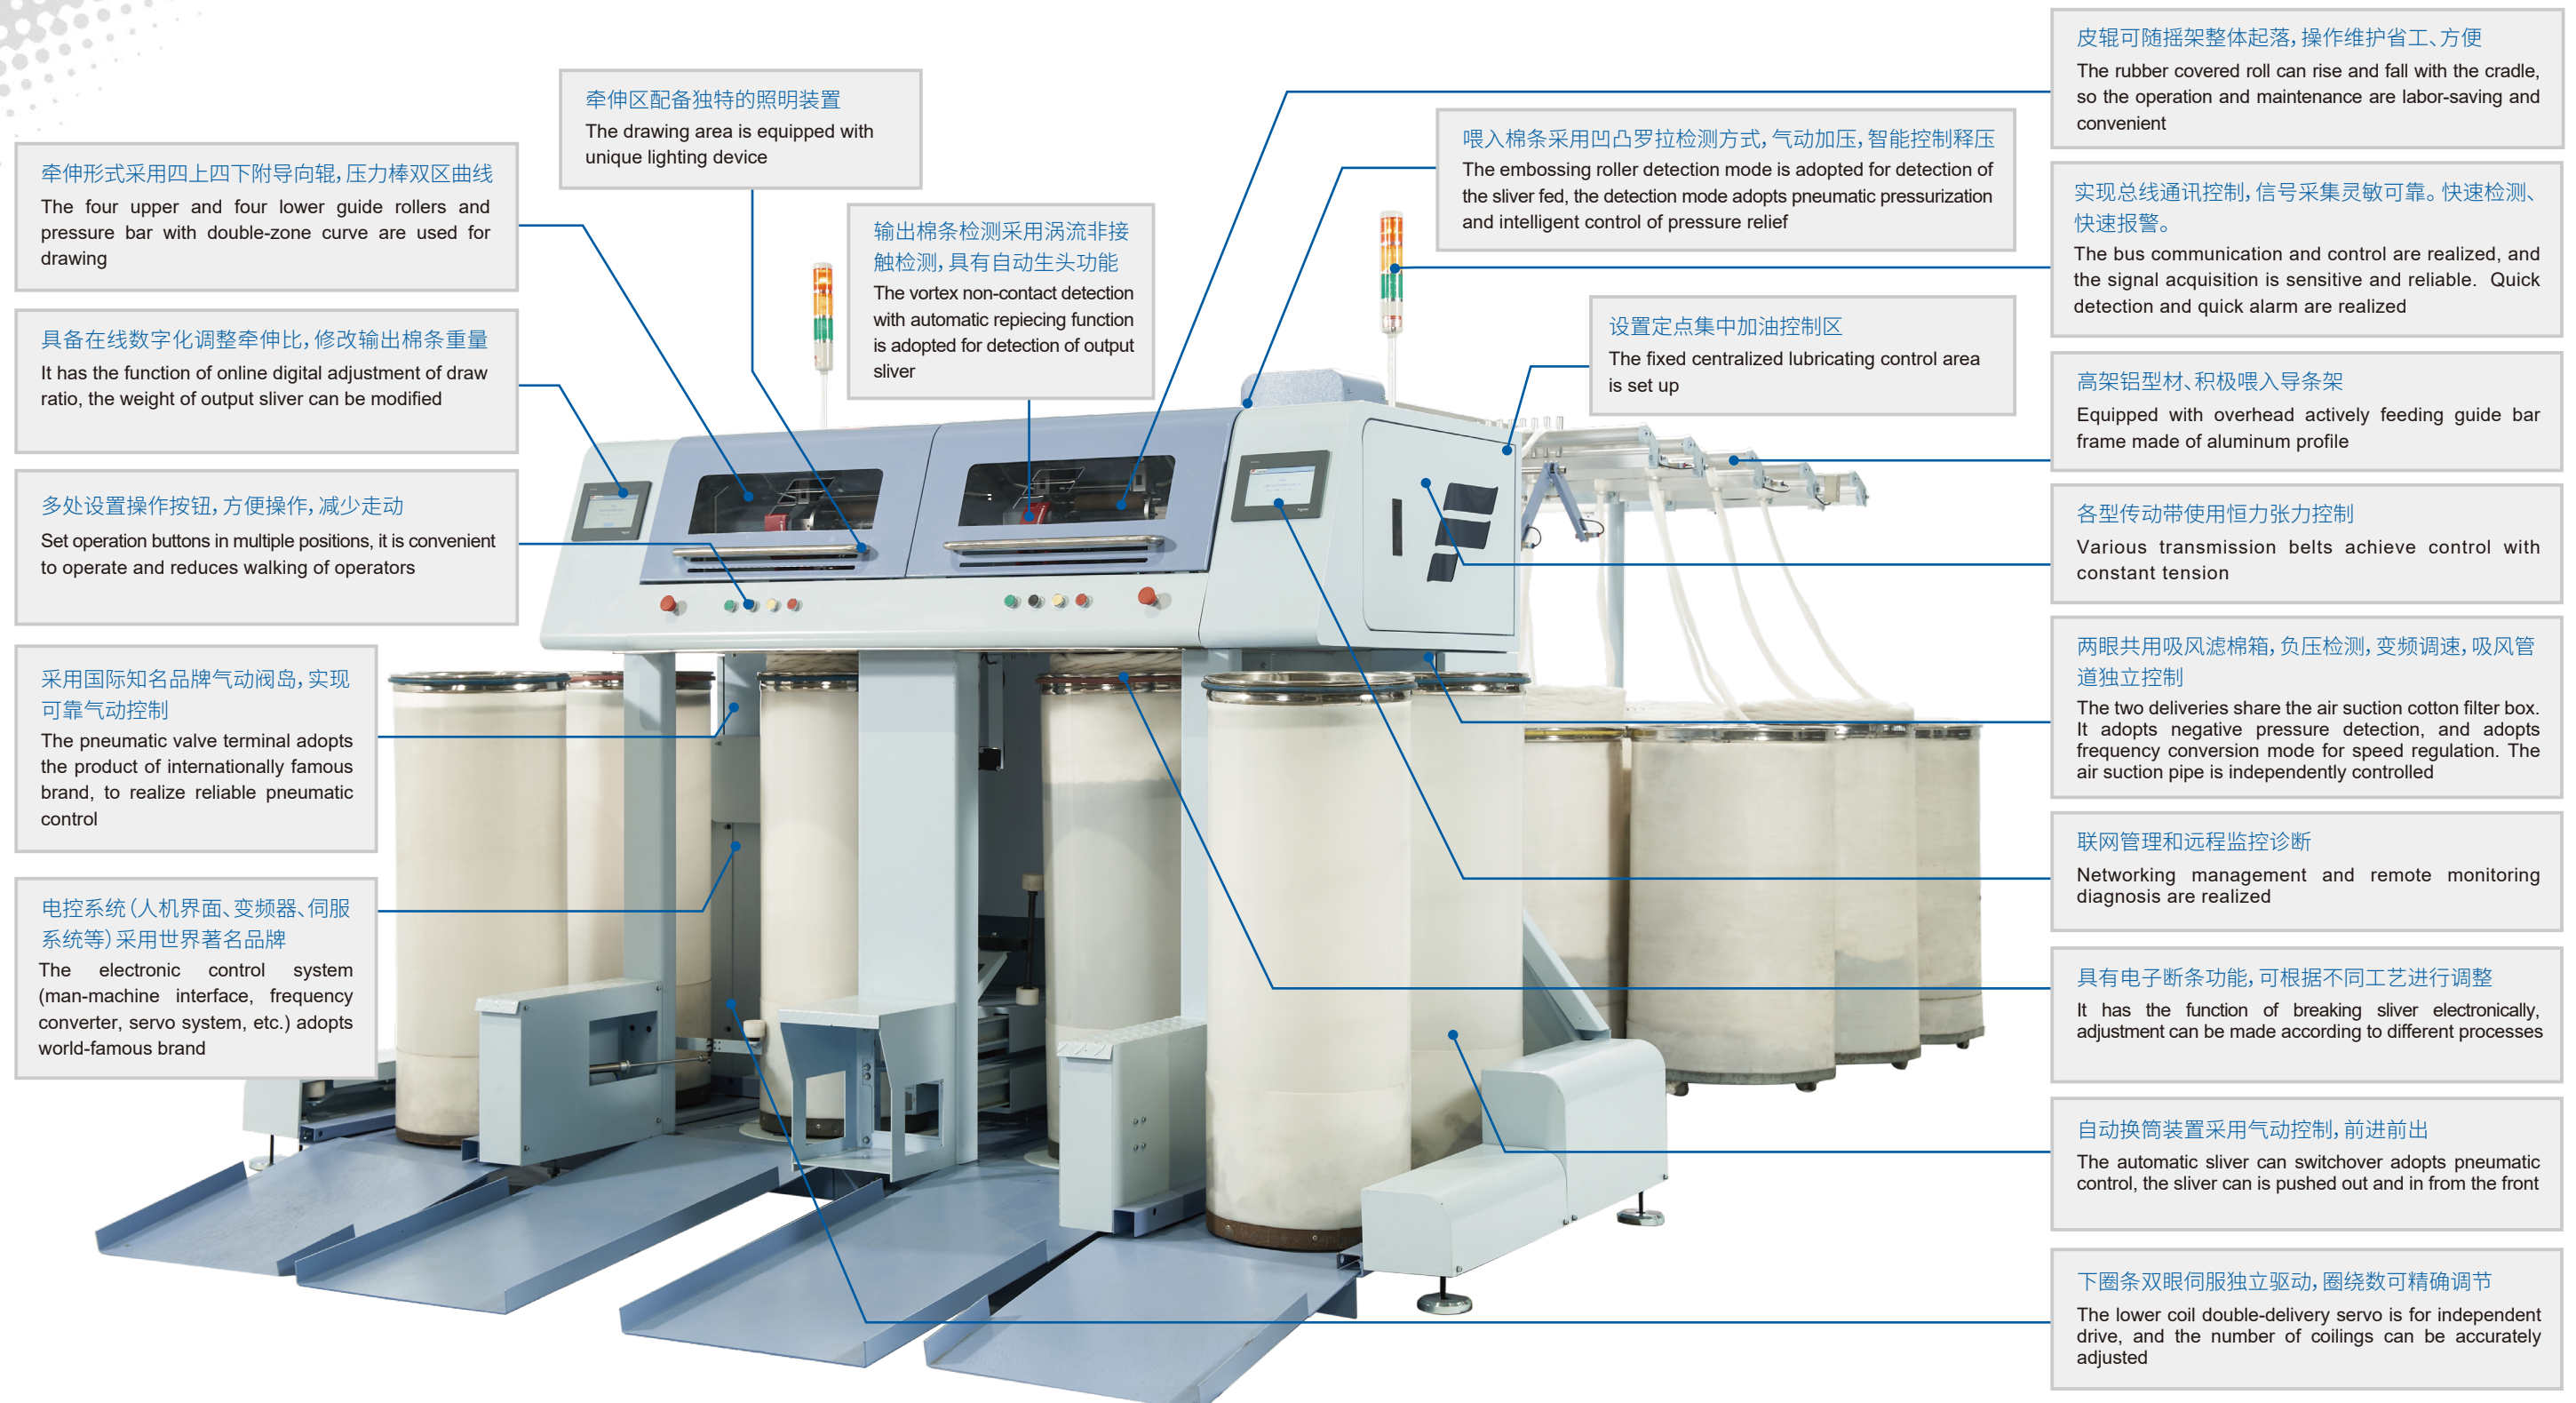 牵伸形式采用四上四下附导向辊，压力棒双区曲线
The four upper and four lower guide rollers and
pressure bar with double-zone curve are used for
drawing
具备在线数字化调整牵伸比，修改输出棉条重量
It has the function of online digital adjustment of draw
ratio, the weight of output sliver can be modified
多处设置操作按钮，方便操作，减少走动
Set operation buttons in multiple positions, it is convenient
to operate and reduces walking of operators
采用国际知名品牌气动阀岛，实现
可靠气动控制
The pneumatic valve terminal adopts
the product of internationally famous
brand, to realize reliable pneumatic
control
电控系统（人机界面、变频器、伺服
系统等）采用世界著名品牌
The electronic control system
(man-machine interface, frequency
converter, servo system, etc.) adopts
world-famous brand
牵伸区配备独特的照明装置
The drawing area is equipped with
unique lighting device
输出棉条检测采用涡流非接
触检测，具有自动生头功能
The vortex non-contact detection
with automatic repiecing function
is adopted for detection of output
sliver
喂入棉条采用凹凸罗拉检测方式，气动加压，智能控制释压
The embossing roller detection mode is adopted for detection of
the sliver fed, the detection mode adopts pneumatic pressurization
and intelligent control of pressure relief
设置定点集中加油控制区
The fixed centralized lubricating control area
is set up
皮辊可随摇架整体起落，操作维护省工、方便
The rubber covered roll can rise and fall with the cradle,
so the operation and maintenance are labor-saving and
convenient
实现总线通讯控制，信号采集灵敏可靠。快速检测、
快速报警。
The bus communication and control are realized, and
the signal acquisition is sensitive and reliable. Quick
detection and quick alarm are realized
高架铝型材、积极喂入导条架
Equipped with overhead actively feeding guide bar
frame made of aluminum profile
各型传动带使用恒力张力控制
Various transmission belts achieve control with
constant tension
两眼共用吸风滤棉箱，负压检测，变频调速，吸风管
道独立控制
The two deliveries share the air suction cotton filter box.
It adopts negative pressure detection, and adopts
frequency conversion mode for speed regulation. The
air suction pipe is independently controlled
联网管理和远程监控诊断
Networking management and remote monitoring
diagnosis are realized
具有电子断条功能，可根据不同工艺进行调整
It has the function of breaking sliver electronically,
adjustment can be made according to different processes
自动换筒装置采用气动控制，前进前出
The automatic sliver can switchover adopts pneumatic
control, the sliver can is pushed out and in from the front
下圈条双眼伺服独立驱动，圈绕数可精确调节
The lower coil double-delivery servo is for independent
drive, and the number of coilings can be accurately
adjusted